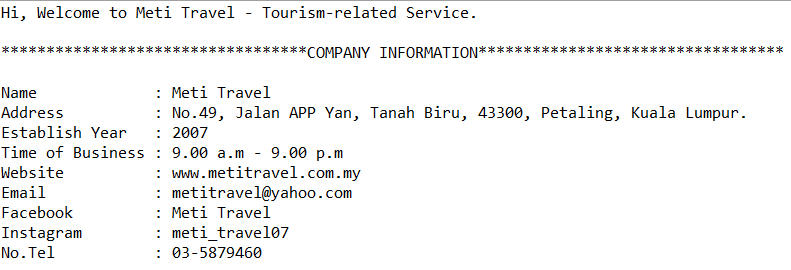 Hi, Welcome to Meti Travel - Tourism-related Service.
**********************************COMPANY INFORMATION**********************************
Name : Meti Travel
Address : No.49, Jalan APP Yan, Tanah Biru, 43300, Petaling, Kuala Lumpur.
Establish Year : 2007
Time of Business : 9.00 a.m - 9.00 p.m
Website : www.metitravel.com.my
Email : metitravel@yahoo.com
Facebook : Meti Travel
Instagram : meti_travel07
No.Tel : 03-5879460